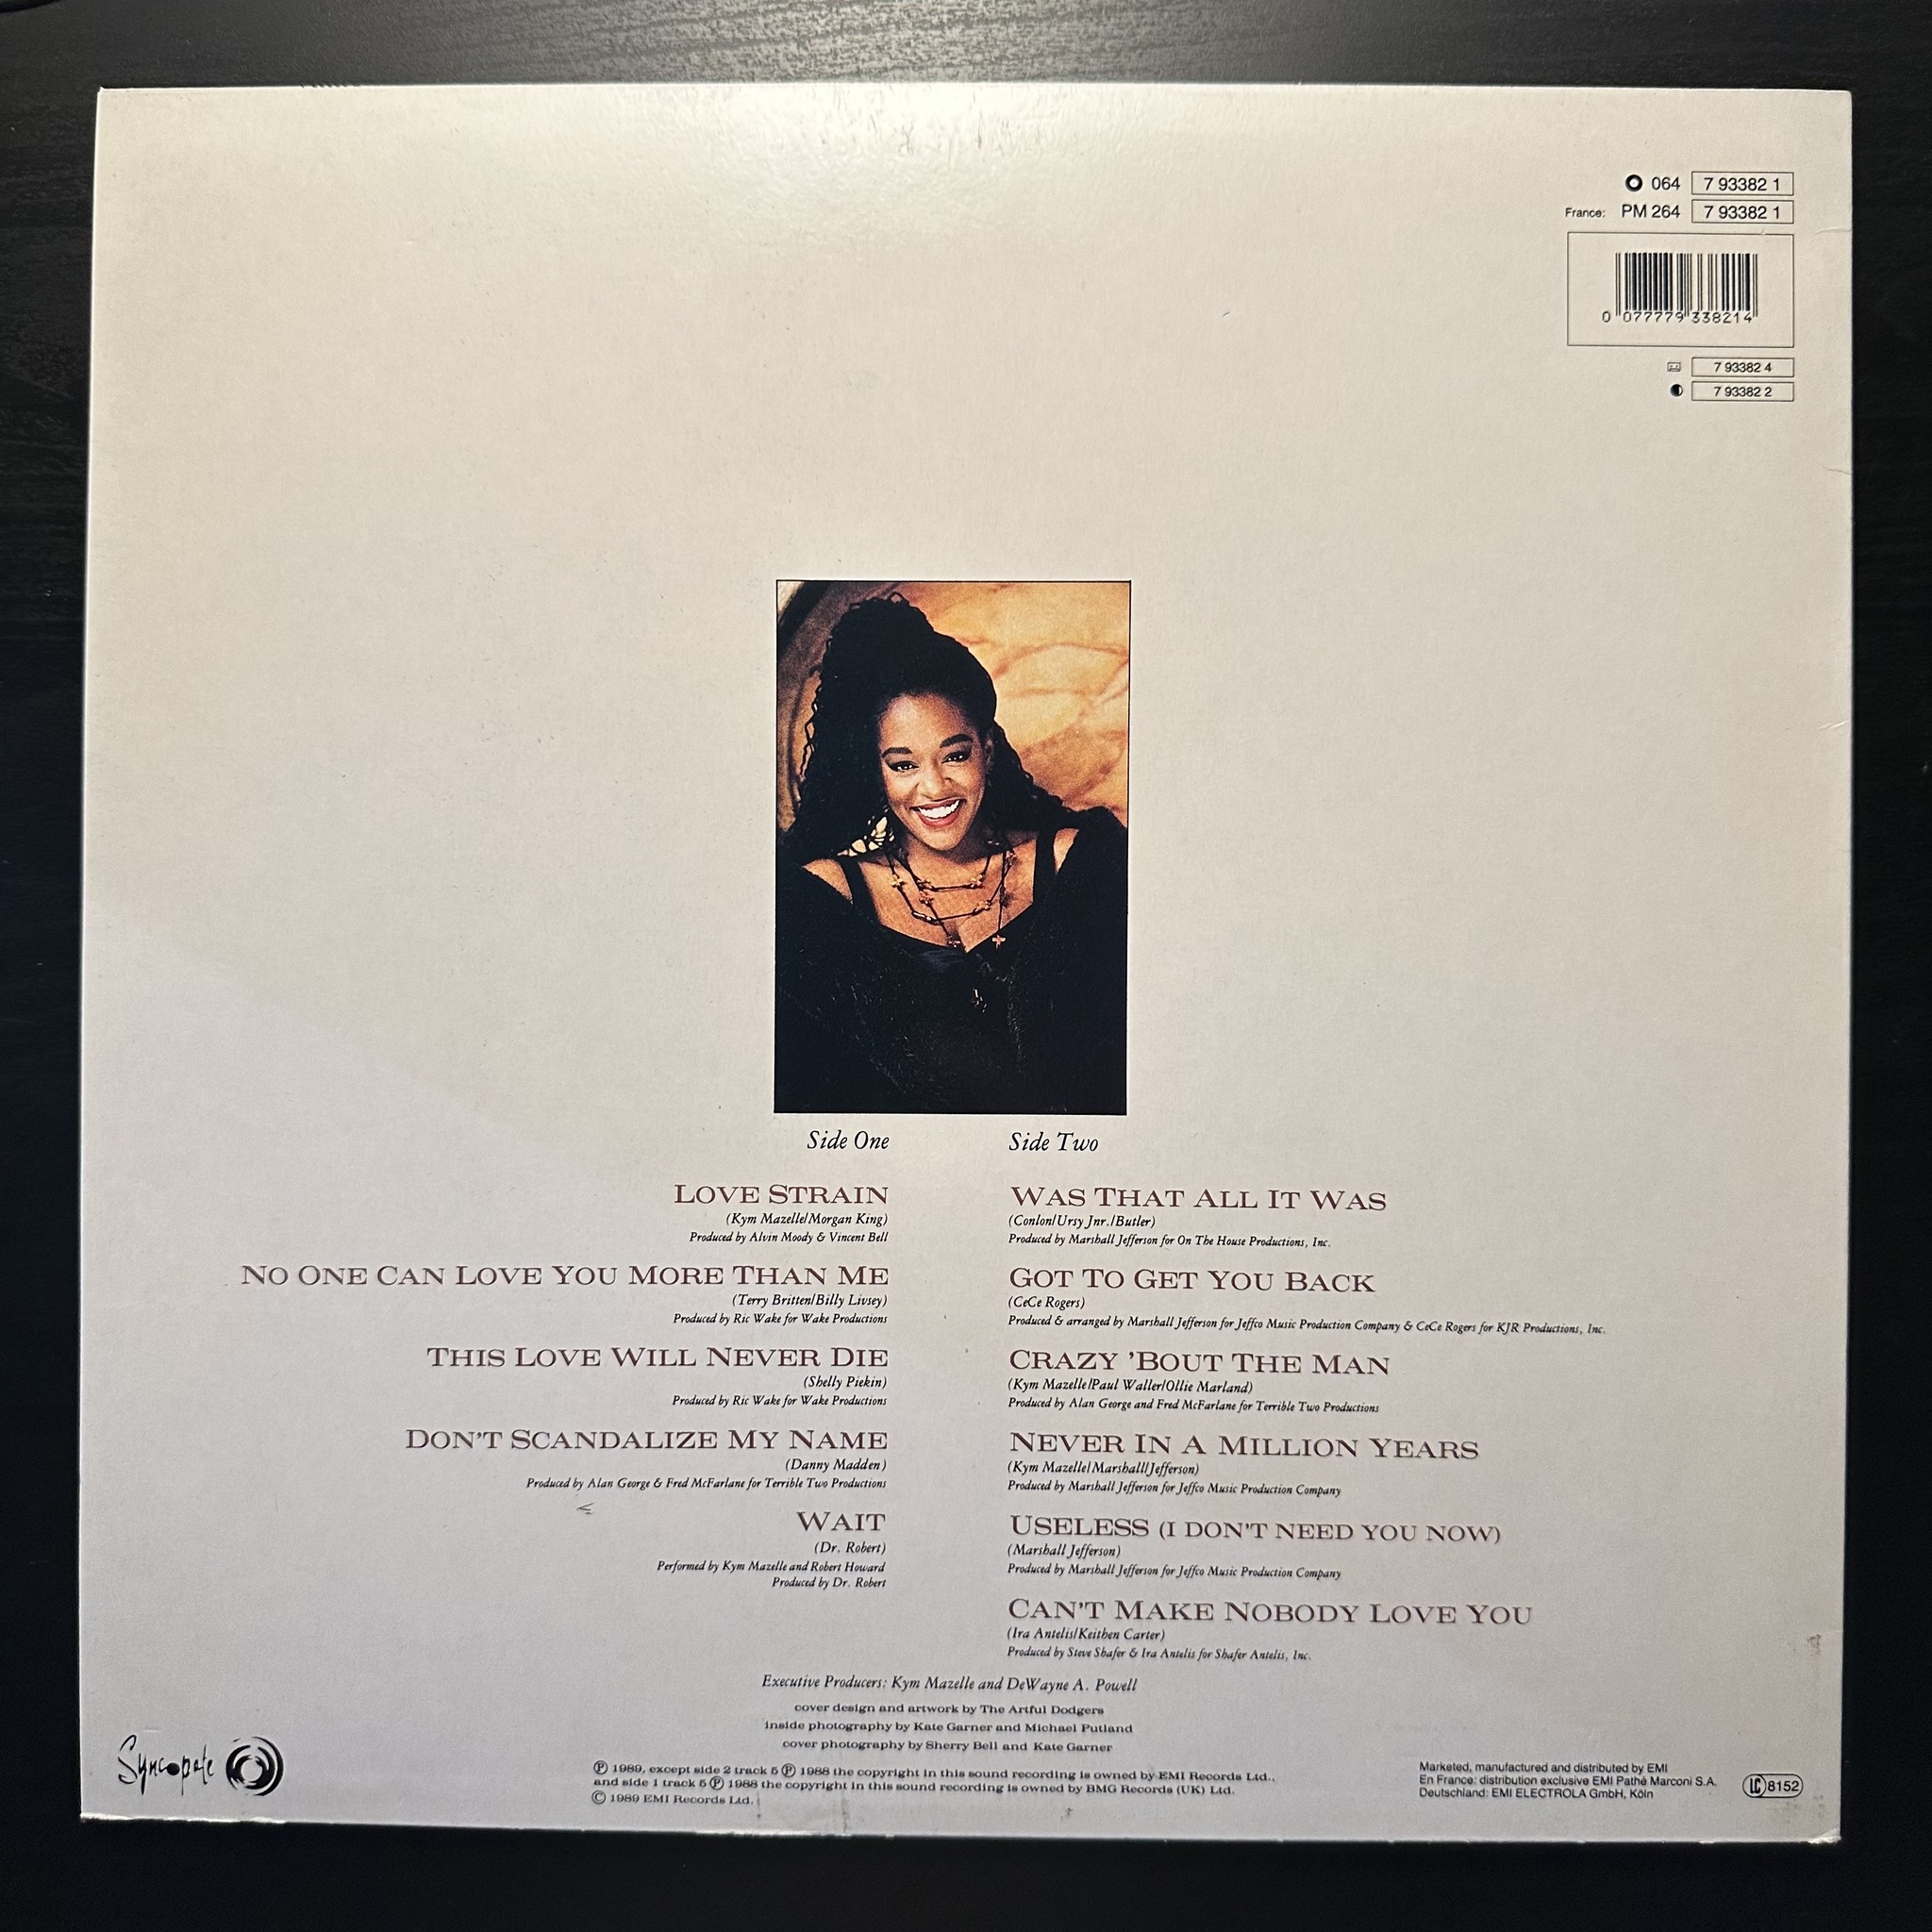 064 7 93382 1
France: PM 264 7 93382 1
0 077779 338214
7 93382 4
7 93382 2
Side One
LOVE STRAIN
(Kym Mazelle/Morgan King)
Produced by Alvin Moody & Vincent Bell
NO ONE CAN LOVE YOU MORE THAN ME
(Terry Britten/Billy Livsey)
Produced by Ric Wake for Wake Productions
THIS LOVE WILL NEVER DIE
(Shelly Piekin)
Produced by Ric Wake for Wake Productions
DON'T SCANDALIZE MY NAME
(Danny Madden)
Produced by Alan George & Fred McFarlane for Terrible Two Productions
WAIT
(Dr. Robert)
Performed by Kym Mazelle and Robert Howard
Produced by Dr. Robert
Side Two
WAS THAT ALL IT WAS
(Conlon/Ursy Jnr./Butler)
Produced by Marshall Jefferson for On The House Productions, Inc.
GOT TO GET YOU BACK
(CeCe Rogers)
Produced & arranged by Marshall Jefferson for Jeffco Music Production Company & CeCe Rogers for KJR Productions, Inc.
CRAZY 'BOUT THE MAN
(Kym Mazelle/Paul Waller/Ollie Marland)
Produced by Alan George and Fred McFarlane for Terrible Two Productions
NEVER IN A MILLION YEARS
(Kym Mazelle/Marshall/Jefferson)
Produced by Marshall Jefferson for Jeffco Music Production Company
USELESS (I DON'T NEED YOU NOW)
(Marshall Jefferson)
Produced by Marshall Jefferson for Jeffco Music Production Company
CAN'T MAKE NOBODY LOVE YOU
(Ira Antelis/Keithen Carter)
Produced by Steve Shafer & Ira Antelis for Shafer Antelis, Inc.
Executive Producers: Kym Mazelle and DeWayne A. Powell
cover design and artwork by The Artful Dodgers
inside photography by Kate Garner and Michael Putland
cover photography by Sherry Bell and Kate Garner
Syncopate
Ⓟ 1989, except side 2 track 5 Ⓟ 1988 the copyright in this sound recording is owned by EMI Records Ltd.,
and side 1 track 5 Ⓟ 1988 the copyright in this sound recording is owned by BMG Records (UK) Ltd.
© 1989 EMI Records Ltd.
Marketed, manufactured and distributed by EMI
En France: distribution exclusive EMI Pathé Marconi S.A.
Deutschland: EMI ELECTROLA GmbH, Köln
LC 8152